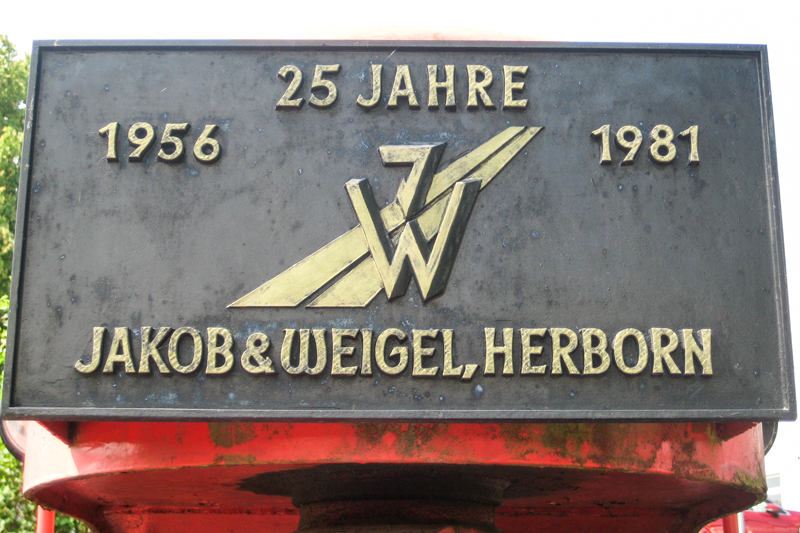 25 JAHRE
1956 1981
JW
JAKOB & WEIGEL, HERBORN